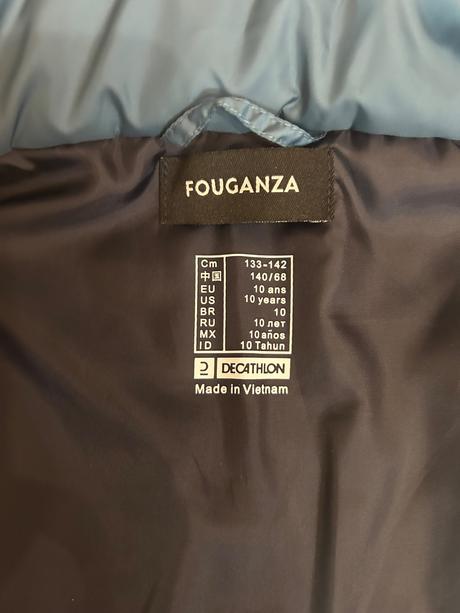 FOUGANZA
Cm 133-142
中国 140/68
EU 10 ans
US 10 years
BR 10
RU 10 лет
MX 10 años
ID 10 Tahun
DECATHLON
Made in Vietnam